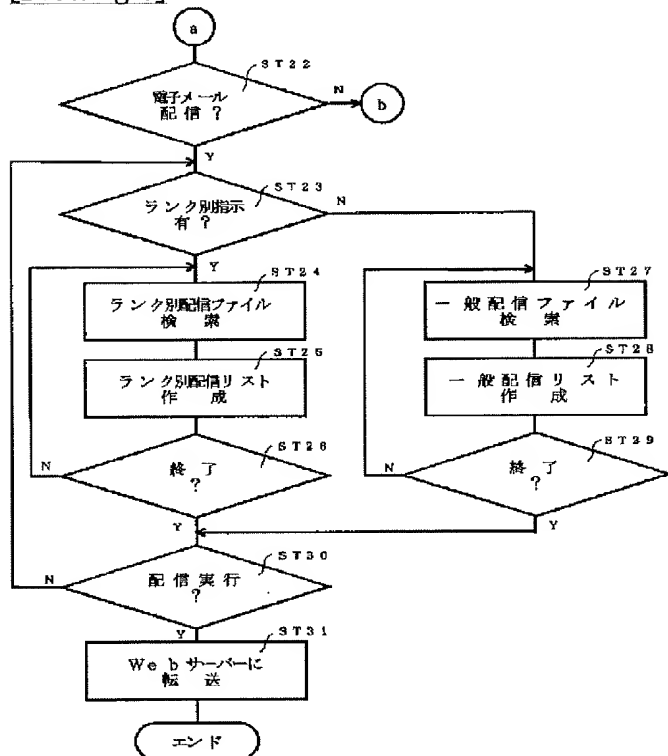 a
ST22
電子メール
配信?
N
b
Y
ST23
ランク別指示
有?
N
Y
ST24
ランク別配信ファイル
検索
ST25
ランク別配信リスト
作成
ST26
終了
?
N
Y
ST27
一般配信ファイル
検索
ST28
一般配信リスト
作成
ST29
終了
?
N
Y
ST30
配信実行
?
N
Y
ST31
Webサーバーに
転送
エンド